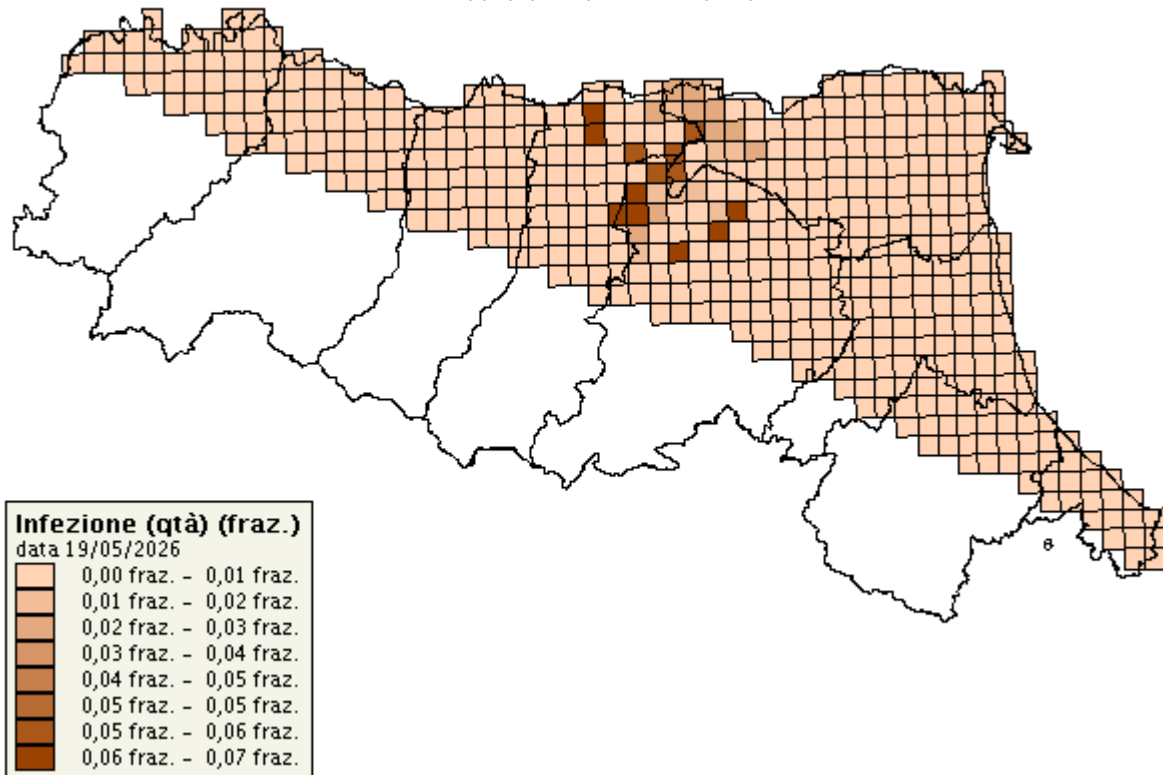 Infezione (qtà) (fraz.)
data 19/05/2026
0,00 fraz. - 0,01 fraz.
0,01 fraz. - 0,02 fraz.
0,02 fraz. - 0,03 fraz.
0,03 fraz. - 0,04 fraz.
0,04 fraz. - 0,05 fraz.
0,05 fraz. - 0,05 fraz.
0,05 fraz. - 0,06 fraz.
0,06 fraz. - 0,07 fraz.